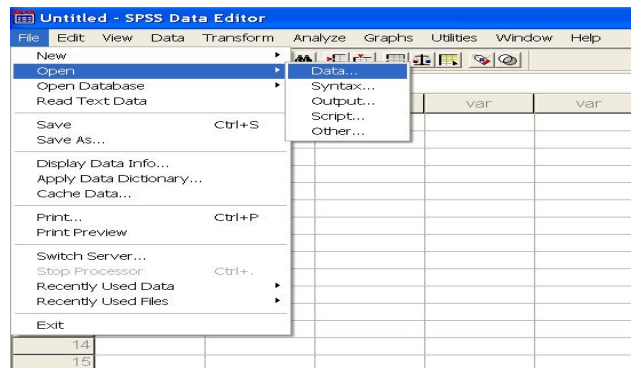 Untitled - SPSS Data Editor
File Edit View Data Transform Analyze Graphs Utilities Window Help
New
Open
Open Database
Read Text Data
Save Ctrl+S
Save As...
Display Data Info...
Apply Data Dictionary...
Cache Data...
Print... Ctrl+P
Print Preview
Switch Server...
Stop Processor Ctrl+.
Recently Used Data
Recently Used Files
Exit
Data...
Syntax...
Output...
Script...
Other...
var var
14
15